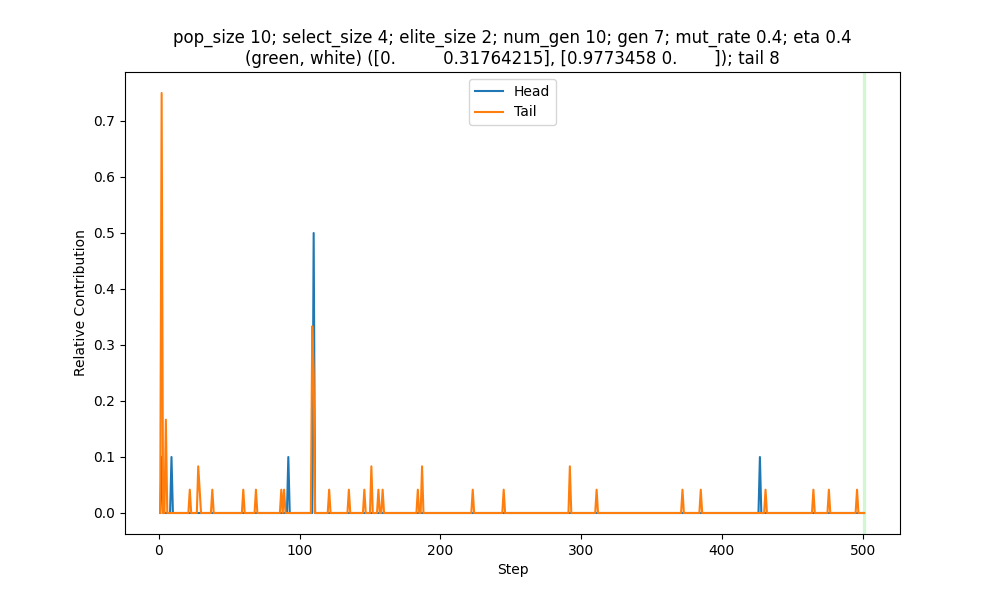 pop_size 10; select_size 4; elite_size 2; num_gen 10; gen 7; mut_rate 0.4; eta 0.4
(green, white) ([0.         0.31764215], [0.9773458 0.       ]); tail 8
Head
Tail
0.7
0.6
0.5
0.4
0.3
0.2
0.1
0.0
Relative Contribution
0 100 200 300 400 500
Step